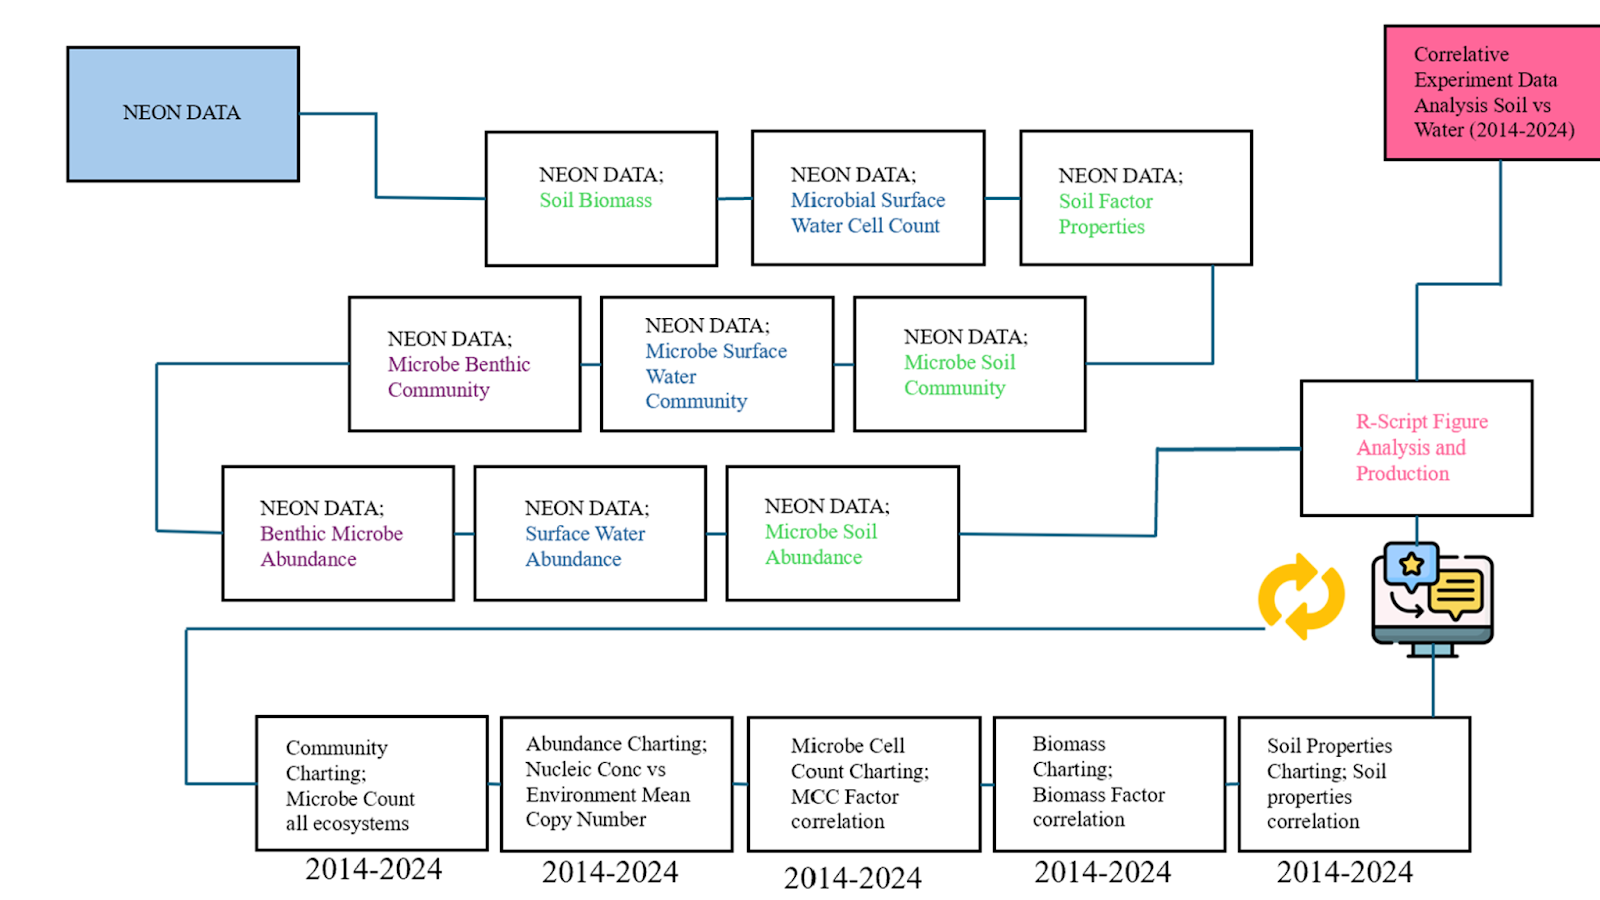 NEON DATA
Correlative
Experiment Data
Analysis Soil vs
Water (2014-2024)
NEON DATA;
Soil Biomass
NEON DATA;
Microbial Surface
Water Cell Count
NEON DATA;
Soil Factor
Properties
NEON DATA;
Microbe Benthic
Community
NEON DATA;
Microbe Surface
Water
Community
NEON DATA;
Microbe Soil
Community
R-Script Figure
Analysis and
Production
NEON DATA;
Benthic Microbe
Abundance
NEON DATA;
Surface Water
Abundance
NEON DATA;
Microbe Soil
Abundance
Community
Charting;
Microbe Count
all ecosystems
2014-2024
Abundance Charting;
Nucleic Conc vs
Environment Mean
Copy Number
2014-2024
Microbe Cell
Count Charting;
MCC Factor
correlation
2014-2024
Biomass
Charting;
Biomass Factor
correlation
2014-2024
Soil Properties
Charting; Soil
properties
correlation
2014-2024